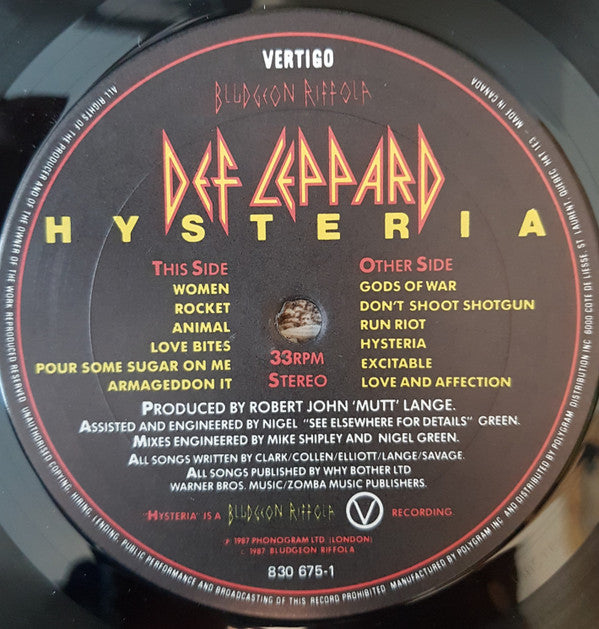 VERTIGO
BLUDGEON RIFFOLA
DEF LEPPARD
HYSTERIA
THIS SIDE
WOMEN
ROCKET
ANIMAL
LOVE BITES
POUR SOME SUGAR ON ME
ARMAGEDDON IT
33RPM
STEREO
OTHER SIDE
GODS OF WAR
DON'T SHOOT SHOTGUN
RUN RIOT
HYSTERIA
EXCITABLE
LOVE AND AFFECTION
PRODUCED BY ROBERT JOHN 'MUTT' LANGE.
ASSISTED AND ENGINEERED BY NIGEL "SEE ELSEWHERE FOR DETAILS" GREEN.
MIXES ENGINEERED BY MIKE SHIPLEY AND NIGEL GREEN.
ALL SONGS WRITTEN BY CLARK/COLLEN/ELLIOTT/LANGE/SAVAGE.
ALL SONGS PUBLISHED BY WHY BOTHER LTD
WARNER BROS. MUSIC/ZOMBA MUSIC PUBLISHERS.
"HYSTERIA" IS A BLUDGEON RIFFOLA V RECORDING.
℗ 1987 PHONOGRAM LTD. (LONDON)
© 1987 BLUDGEON RIFFOLA
830 675-1
ALL RIGHTS OF THE PRODUCER AND OF THE OWNER OF THE WORK REPRODUCED RESERVED. UNAUTHORISED COPYING, HIRING, LENDING, PUBLIC PERFORMANCE AND BROADCASTING OF THIS RECORD PROHIBITED. MANUFACTURED BY POLYGRAM INC. AND DISTRIBUTED BY POLYGRAM DISTRIBUTION INC. 6000 COTE DE LIESSE, ST. LAURENT, QUEBEC H4T 1E3 - MADE IN CANADA